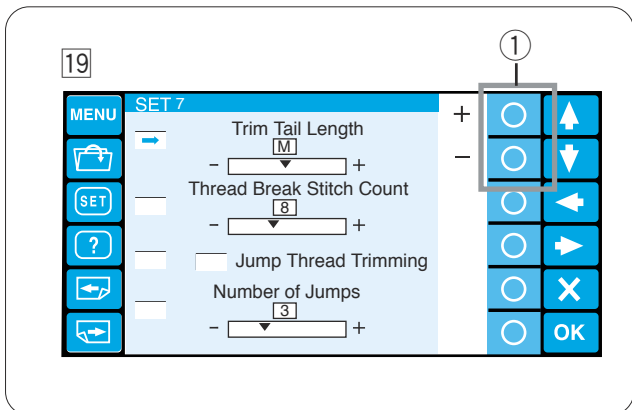 ①
19
MENU
SET 7
+
Trim Tail Length
M
- +
−
Thread Break Stitch Count
8
- +
SET
?
Jump Thread Trimming
Number of Jumps
3
- +
X
OK